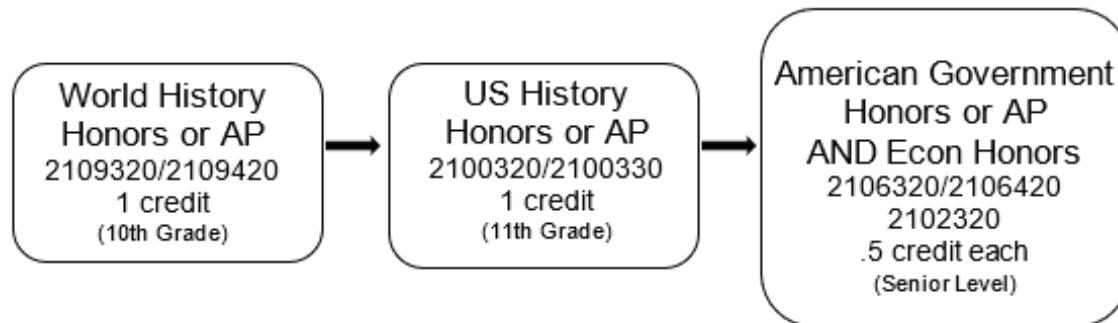 World History
Honors or AP
2109320/2109420
1 credit
(10th Grade)
US History
Honors or AP
2100320/2100330
1 credit
(11th Grade)
American Government
Honors or AP
AND Econ Honors
2106320/2106420
2102320
.5 credit each
(Senior Level)